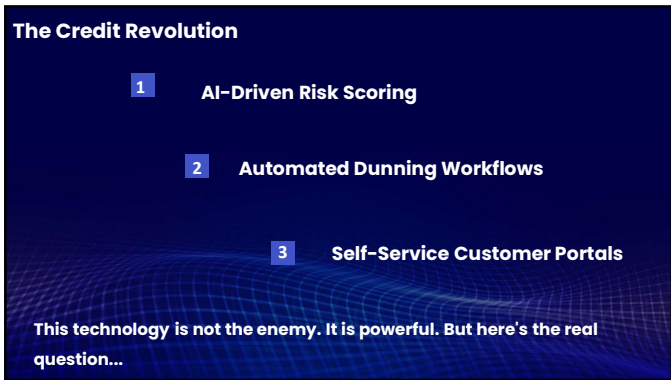 The Credit Revolution
1 AI-Driven Risk Scoring
2 Automated Dunning Workflows
3 Self-Service Customer Portals
This technology is not the enemy. It is powerful. But here's the real
question...